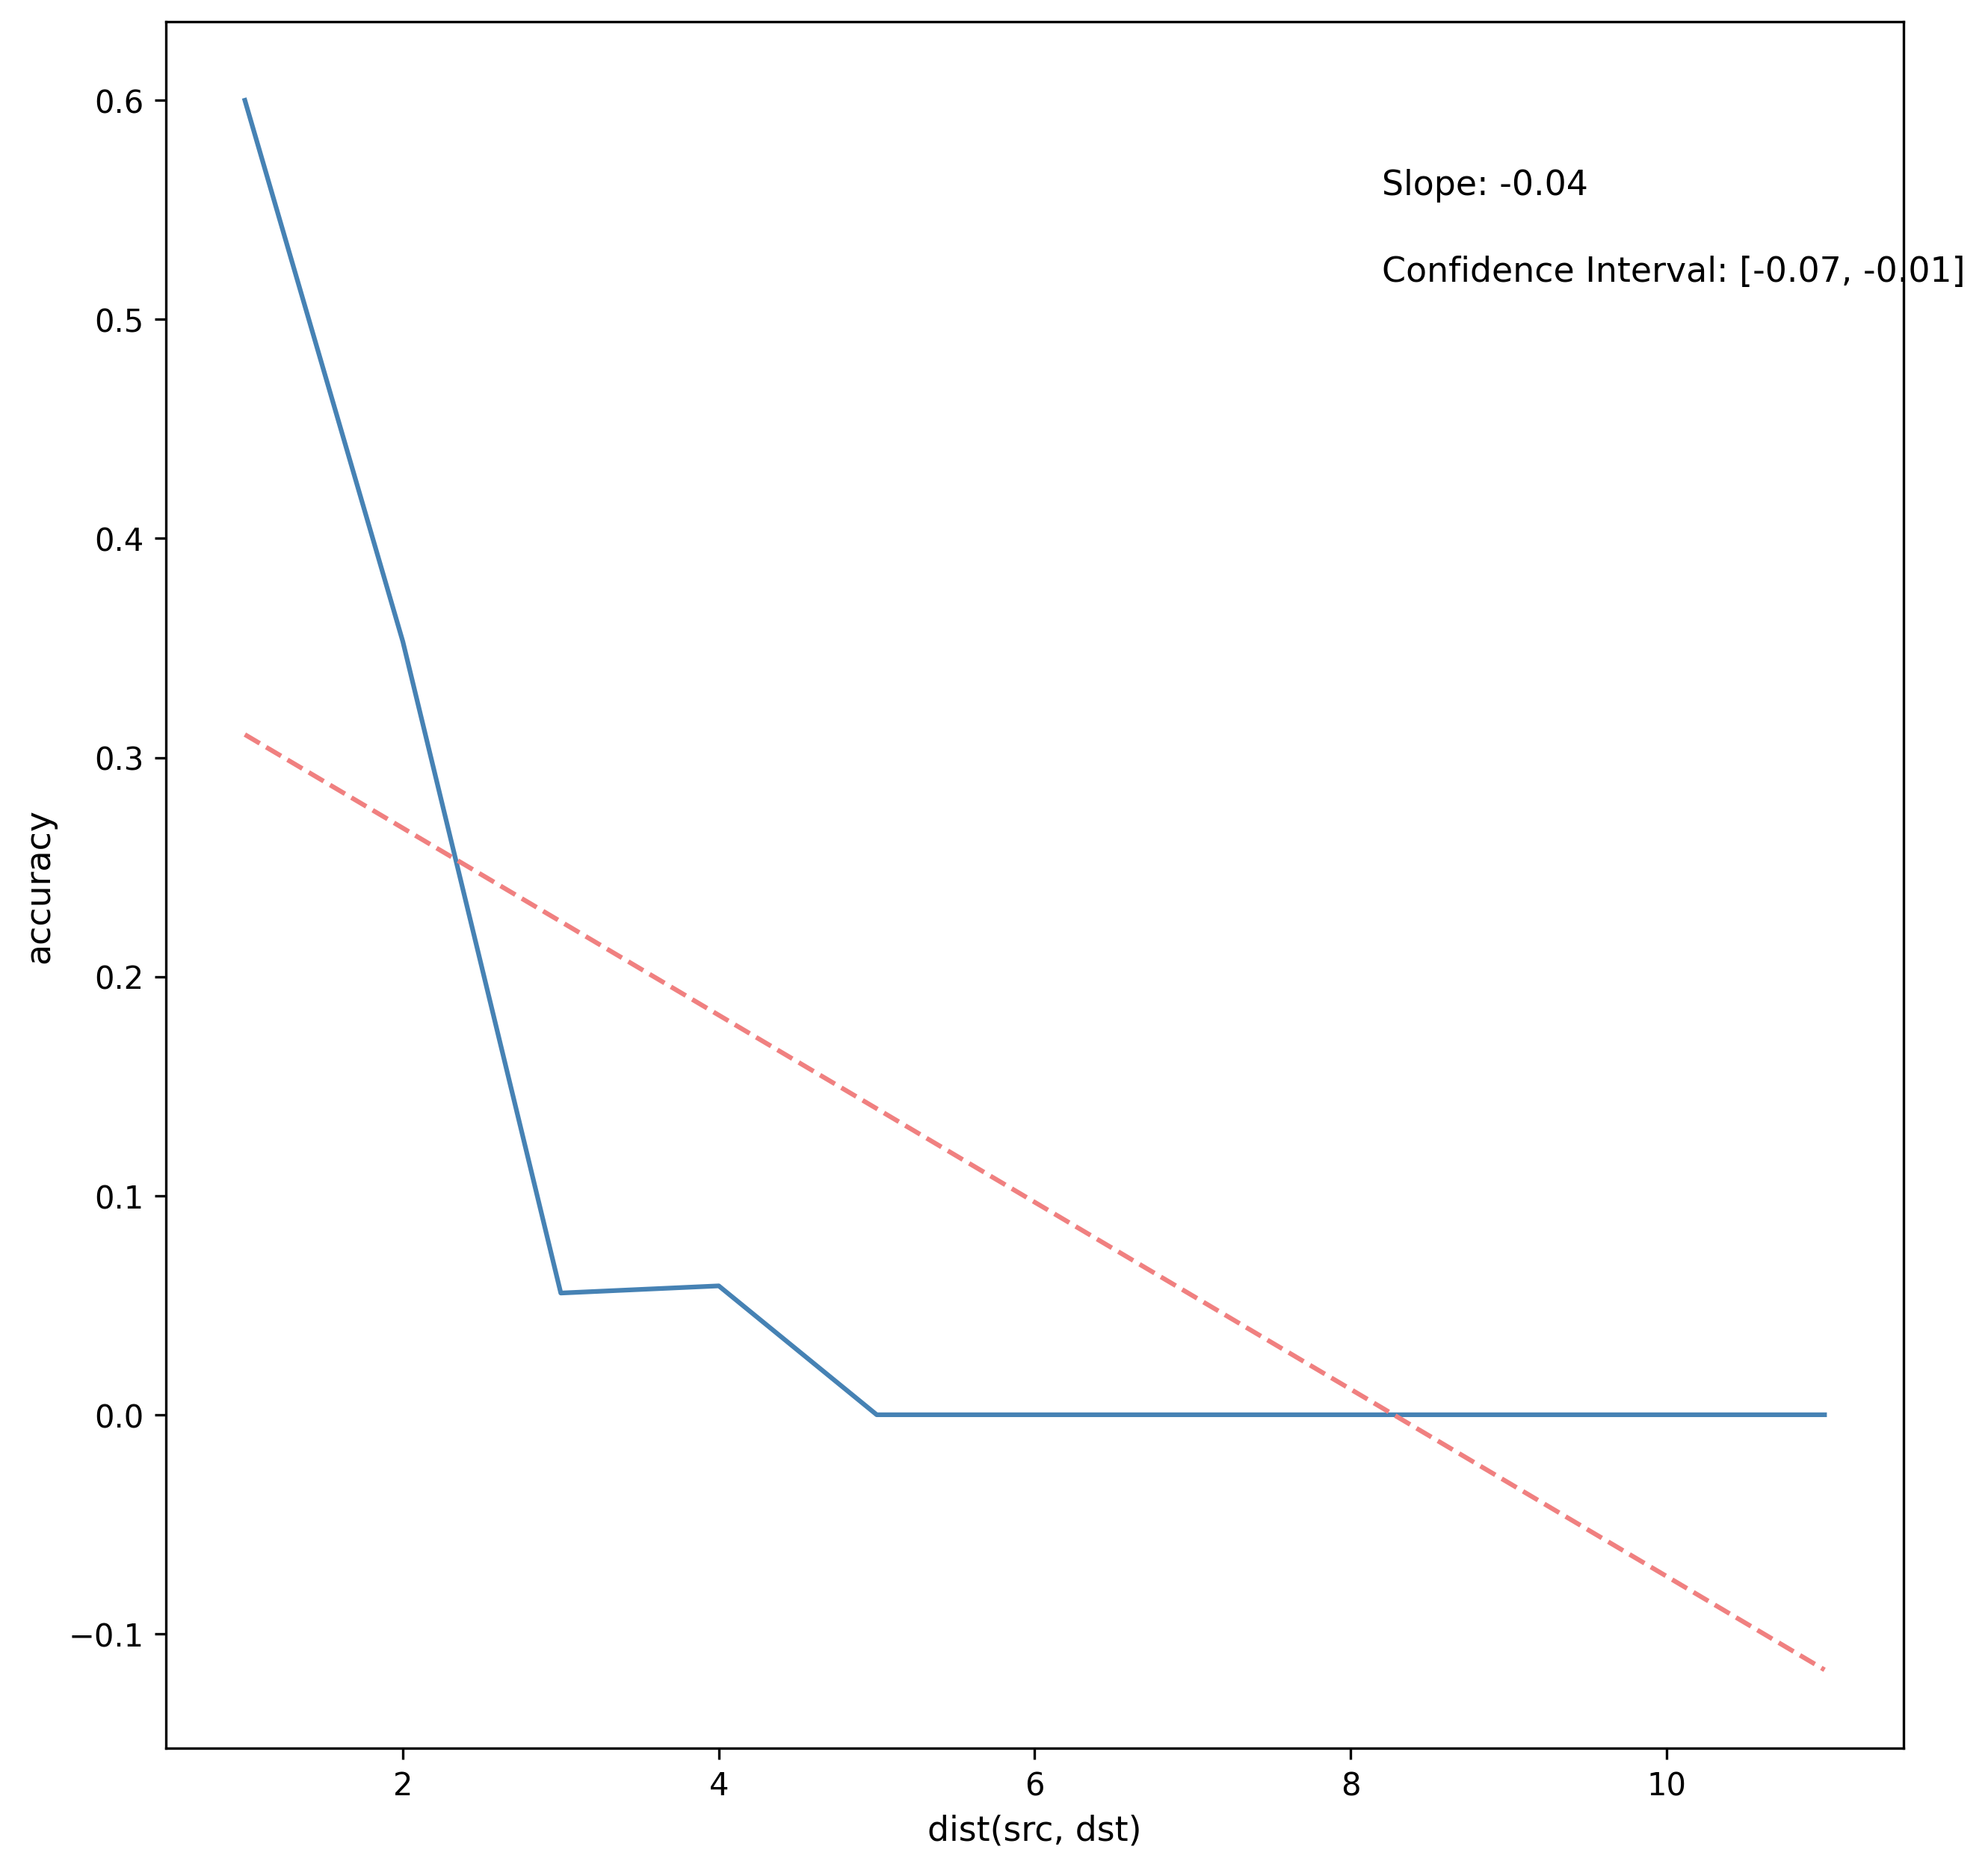 0.6
0.5
0.4
0.3
0.2
0.1
0.0
−0.1
accuracy
Slope: -0.04
Confidence Interval: [-0.07, -0.01]
2 4 6 8 10
dist(src, dst)